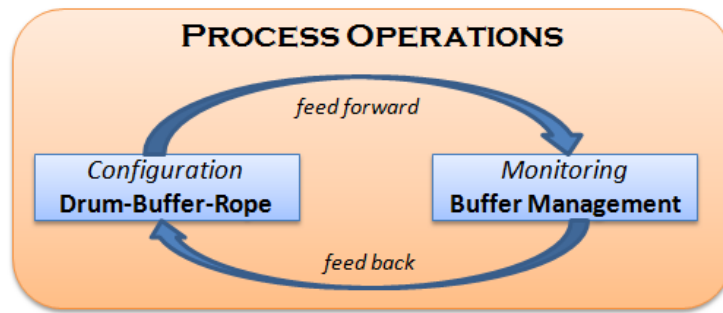 PROCESS OPERATIONS
feed forward
Configuration
Drum-Buffer-Rope
Monitoring
Buffer Management
feed back